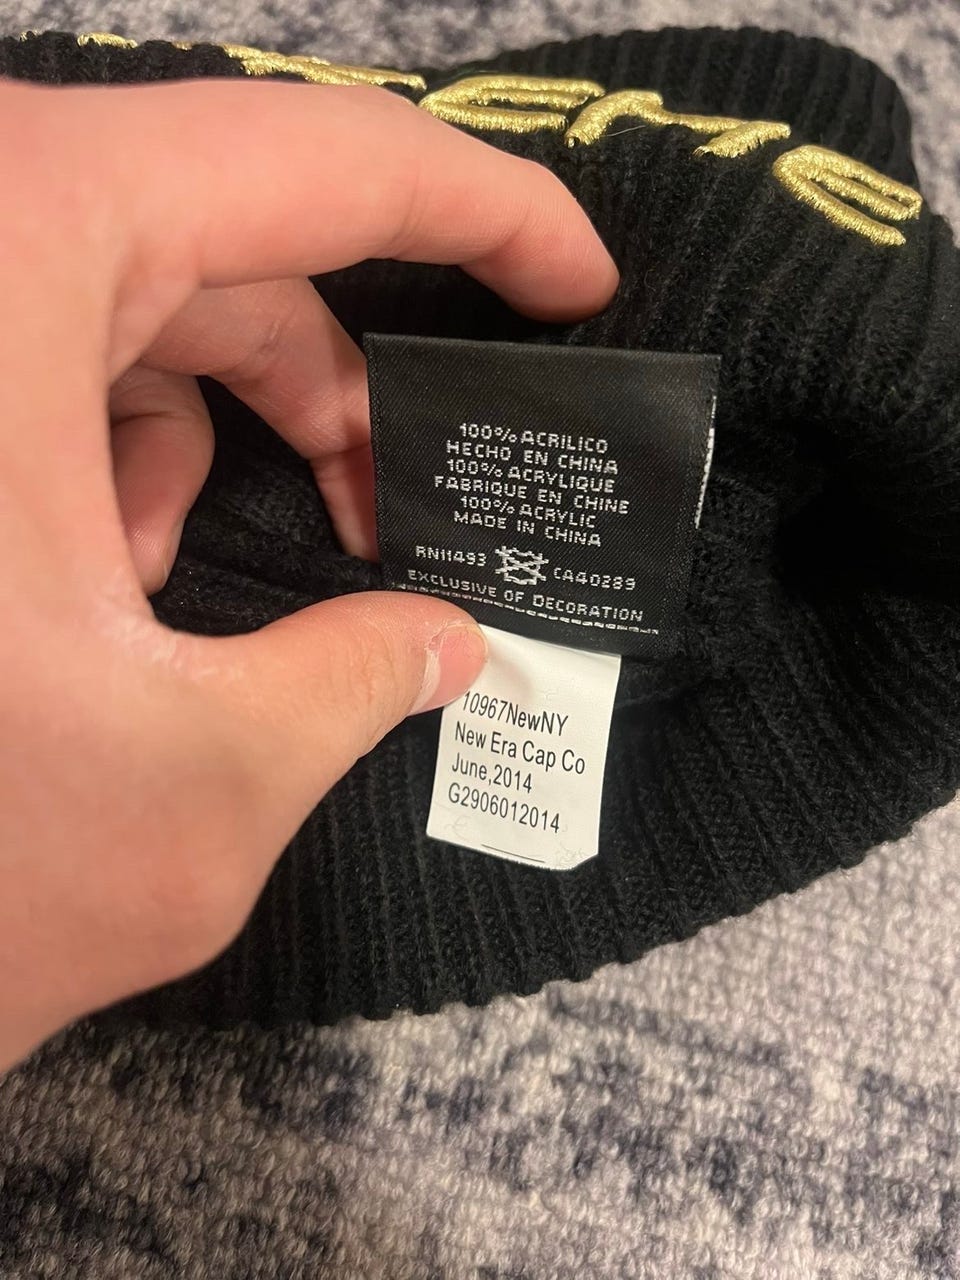 100% ACRILICO
HECHO EN CHINA
100% ACRYLIQUE
FABRIQUE EN CHINE
100% ACRYLIC
MADE IN CHINA
RN11493 CA40289
EXCLUSIVE OF DECORATION
10967NewNY
New Era Cap Co
June,2014
G2906012014